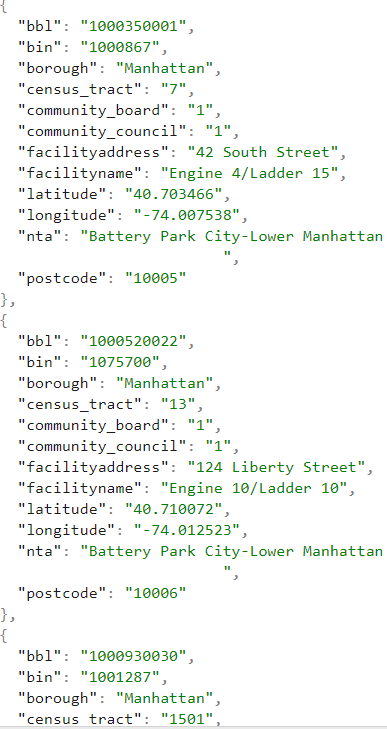 {
"bbl": "1000350001",
"bin": "1000867",
"borough": "Manhattan",
"census_tract": "7",
"community_board": "1",
"community_council": "1",
"facilityaddress": "42 South Street",
"facilityname": "Engine 4/Ladder 15",
"latitude": "40.703466",
"longitude": "-74.007538",
"nta": "Battery Park City-Lower Manhattan
",
"postcode": "10005"
},
{
"bbl": "1000520022",
"bin": "1075700",
"borough": "Manhattan",
"census_tract": "13",
"community_board": "1",
"community_council": "1",
"facilityaddress": "124 Liberty Street",
"facilityname": "Engine 10/Ladder 10",
"latitude": "40.710072",
"longitude": "-74.012523",
"nta": "Battery Park City-Lower Manhattan
",
"postcode": "10006"
},
{
"bbl": "1000930030",
"bin": "1001287",
"borough": "Manhattan",
"census_tract": "1501",